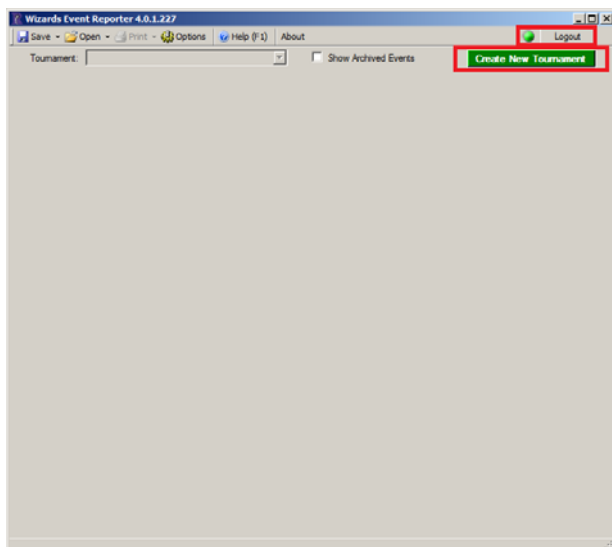 Wizards Event Reporter 4.0.1.227
Save Open Print Options Help (F1) About Logout
Tournament: Show Archived Events Create New Tournament